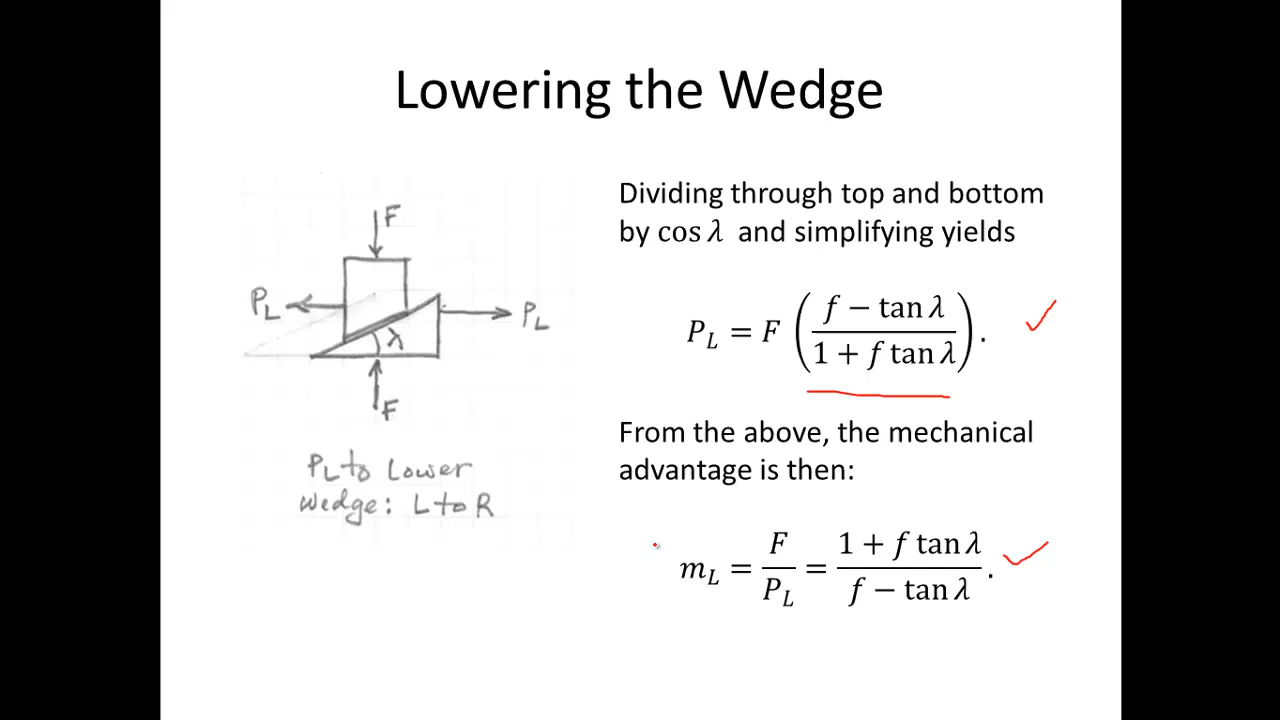 Lowering the Wedge
F
P_L
P_L
λ
F
P_L to Lower
Wedge: L to R
Dividing through top and bottom
by cos λ and simplifying yields
P_L = F ( (f − tan λ) / (1 + f tan λ) ).
From the above, the mechanical
advantage is then:
m_L = F / P_L = (1 + f tan λ) / (f − tan λ).